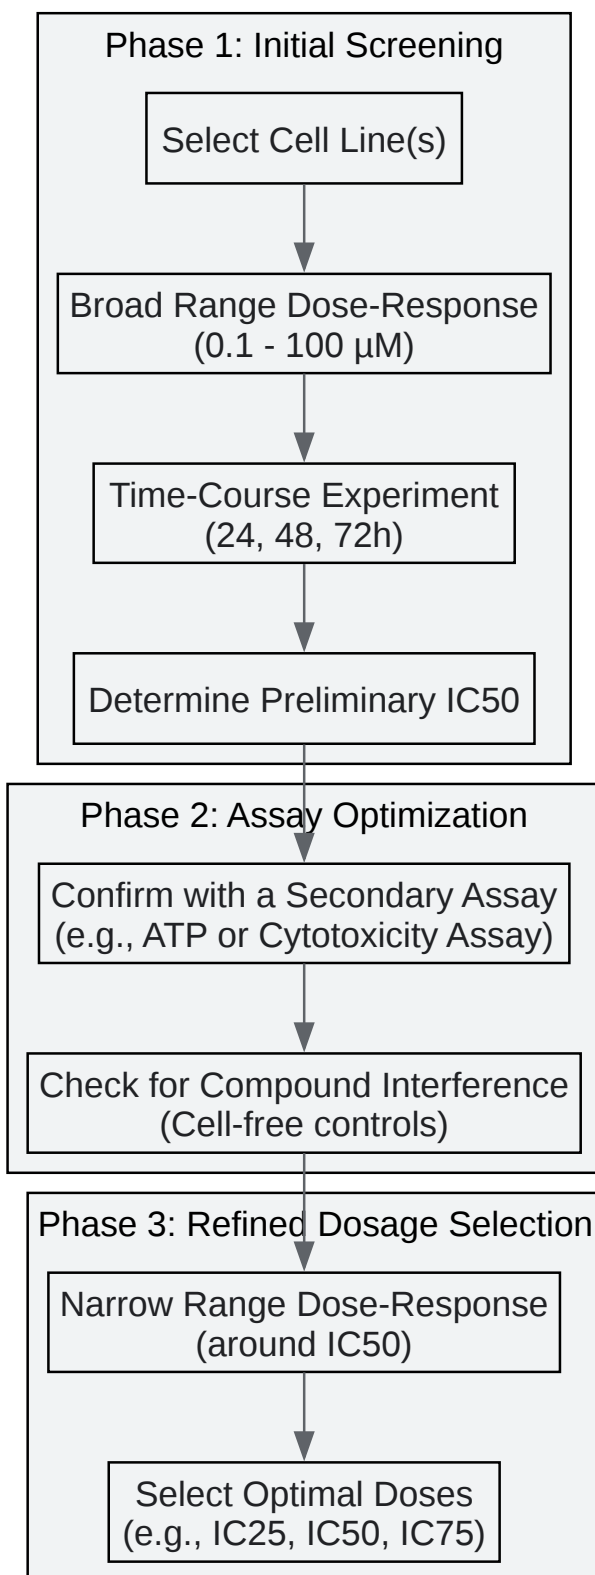 Phase 1: Initial Screening
Select Cell Line(s)
Broad Range Dose-Response
(0.1 - 100 µM)
Time-Course Experiment
(24, 48, 72h)
Determine Preliminary IC50
Phase 2: Assay Optimization
Confirm with a Secondary Assay
(e.g., ATP or Cytotoxicity Assay)
Check for Compound Interference
(Cell-free controls)
Phase 3: Refined Dosage Selection
Narrow Range Dose-Response
(around IC50)
Select Optimal Doses
(e.g., IC25, IC50, IC75)